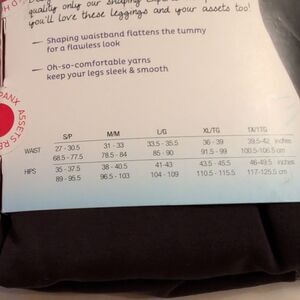 quality only our shaping
you'll love these leggings and your assets too!
— Shaping waistband flattens the tummy
for a flawless look
— Oh-so-comfortable yarns
keep your legs sleek & smooth
ASSETS RE
S/P M/M L/G XL/TG 1X/1TG
WAIST 27 - 30.5 31 - 33 33.5 - 35.5 36 - 39 39.5-42 inches
68.5 - 77.5 78.5 - 84 85 - 90 91.5 - 99 100.5-106.5 cm
HIPS 35 - 37.5 38 - 40.5 41-43 43.5 - 45.5 46-49.5 inches
89 - 95.5 96.5 - 103 104 - 109 110.5 - 115.5 117-125.5 cm